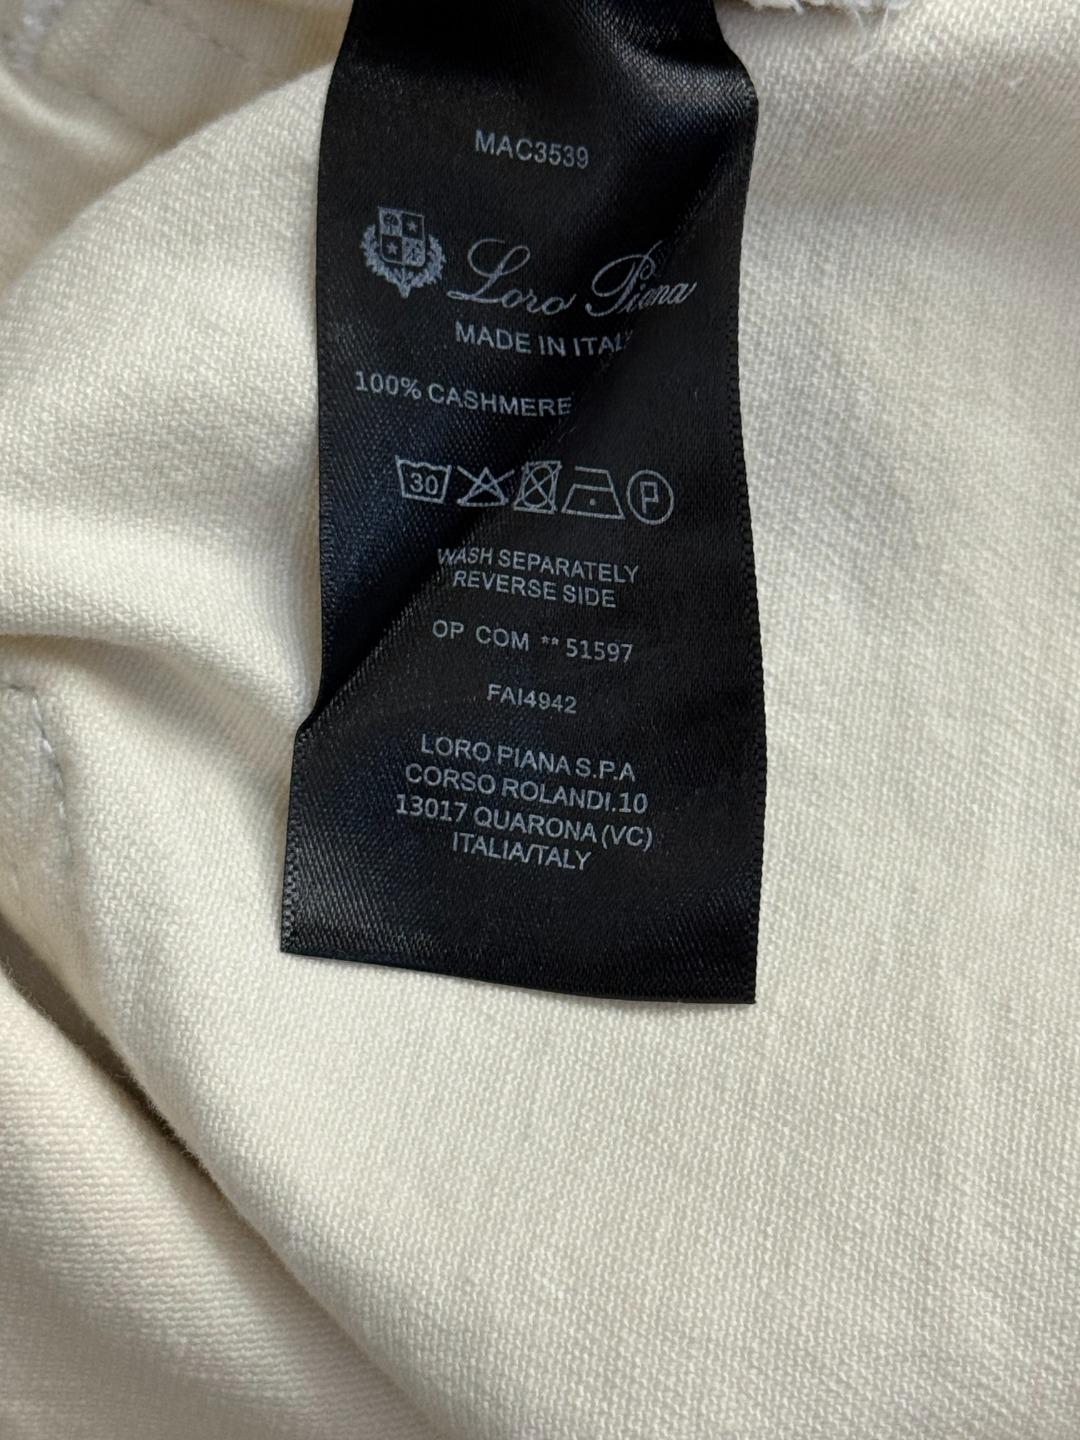 MAC3539
Loro Piana
MADE IN ITALY
100% CASHMERE
30 P
WASH SEPARATELY
REVERSE SIDE
OP COM ** 51597
FAI4942
LORO PIANA S.P.A
CORSO ROLANDI.10
13017 QUARONA (VC)
ITALIA/TALY